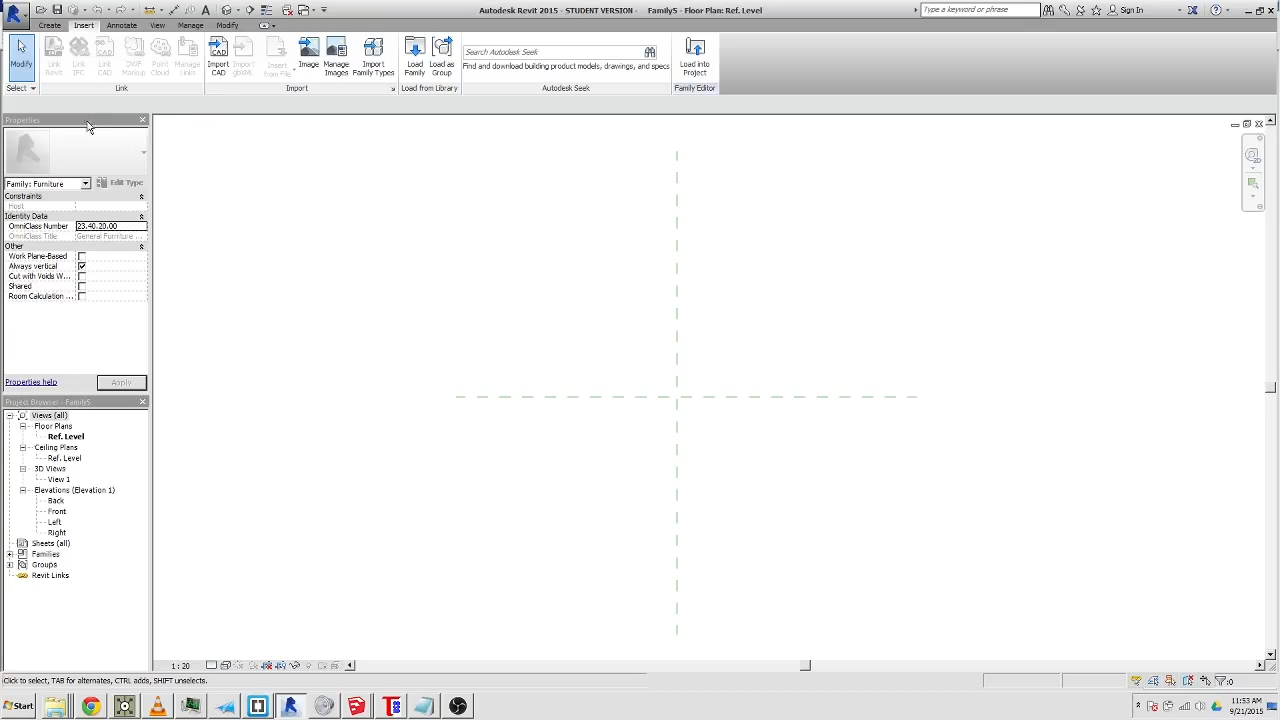 Autodesk Revit 2015 - STUDENT VERSION - Family5 - Floor Plan: Ref. Level
Type a keyword or phrase
Sign In
Create Insert Annotate View Manage Modify
Modify
Link Revit
Link IFC
Link CAD
DWF Markup
Point Cloud
Manage Links
Import CAD
Import gbXML
Insert from File
Image
Manage Images
Import Family Types
Load Family
Load as Group
Search Autodesk Seek
Find and download building product models, drawings, and specs
Load into Project
Select
Link
Import
Load from Library
Autodesk Seek
Family Editor
Properties
Family: Furniture
Edit Type
Constraints
Host
Identity Data
OmniClass Number 23.40.20.00
OmniClass Title General Furniture ...
Other
Work Plane-Based
Always vertical
Cut with Voids W...
Shared
Room Calculation ...
Properties help
Apply
Project Browser - Family5
Views (all)
Floor Plans
Ref. Level
Ceiling Plans
Ref. Level
3D Views
View 1
Elevations (Elevation 1)
Back
Front
Left
Right
Sheets (all)
Families
Groups
Revit Links
1 : 20
Click to select, TAB for alternates, CTRL adds, SHIFT unselects.
:0
Start
11:53 AM
9/21/2015